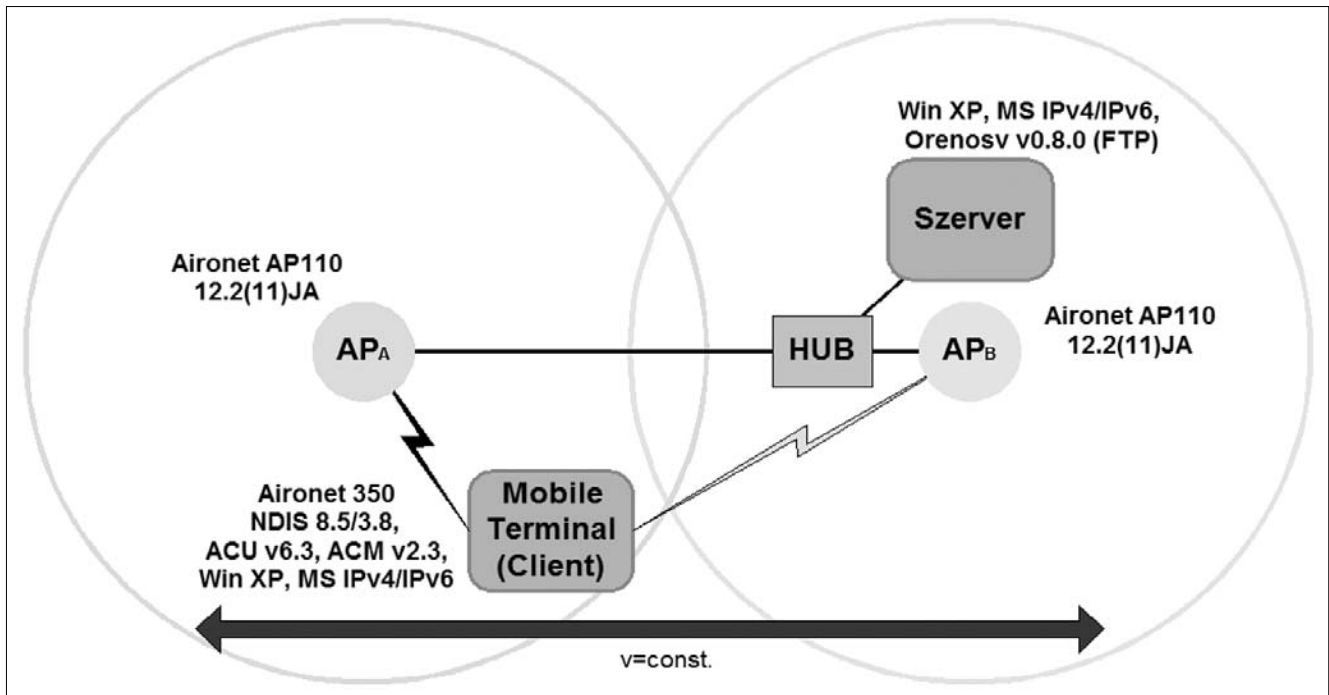 Win XP, MS IPv4/IPv6,
Orenosv v0.8.0 (FTP)
Szerver
Aironet AP110
12.2(11)JA
APA
HUB
APB
Aironet AP110
12.2(11)JA
Aironet 350
NDIS 8.5/3.8,
ACU v6.3, ACM v2.3,
Win XP, MS IPv4/IPv6
Mobile
Terminal
(Client)
v=const.